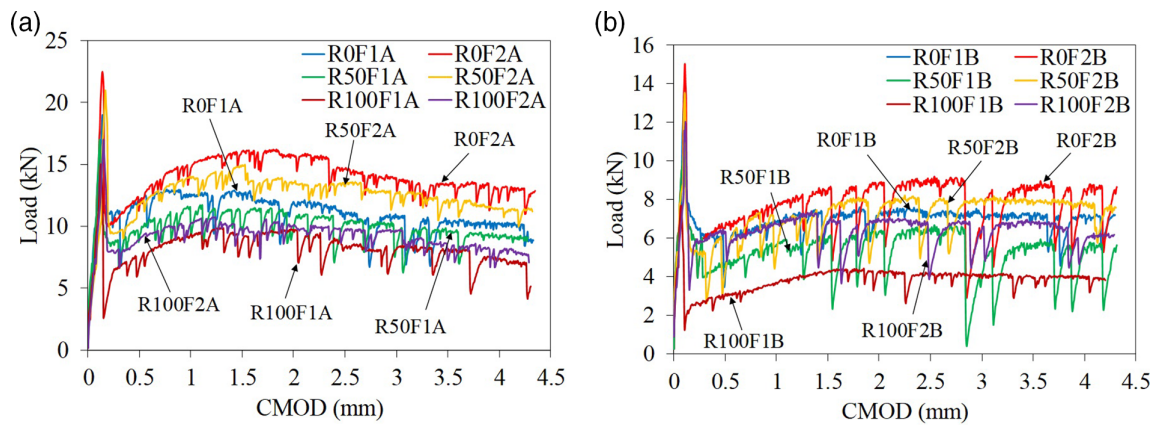 (a)
25
20
15
10
5
0
Load (kN)
R0F1A R0F2A
R50F1A R50F2A
R100F1A R100F2A
R0F1A
R50F2A
R0F2A
R100F2A
R100F1A
R50F1A
0 0.5 1 1.5 2 2.5 3 3.5 4 4.5
CMOD (mm)
(b)
16
14
12
10
8
6
4
2
0
Load (kN)
R0F1B R0F2B
R50F1B R50F2B
R100F1B R100F2B
R0F1B
R50F2B
R0F2B
R50F1B
R100F1B
R100F2B
0 0.5 1 1.5 2 2.5 3 3.5 4 4.5 5
CMOD (mm)